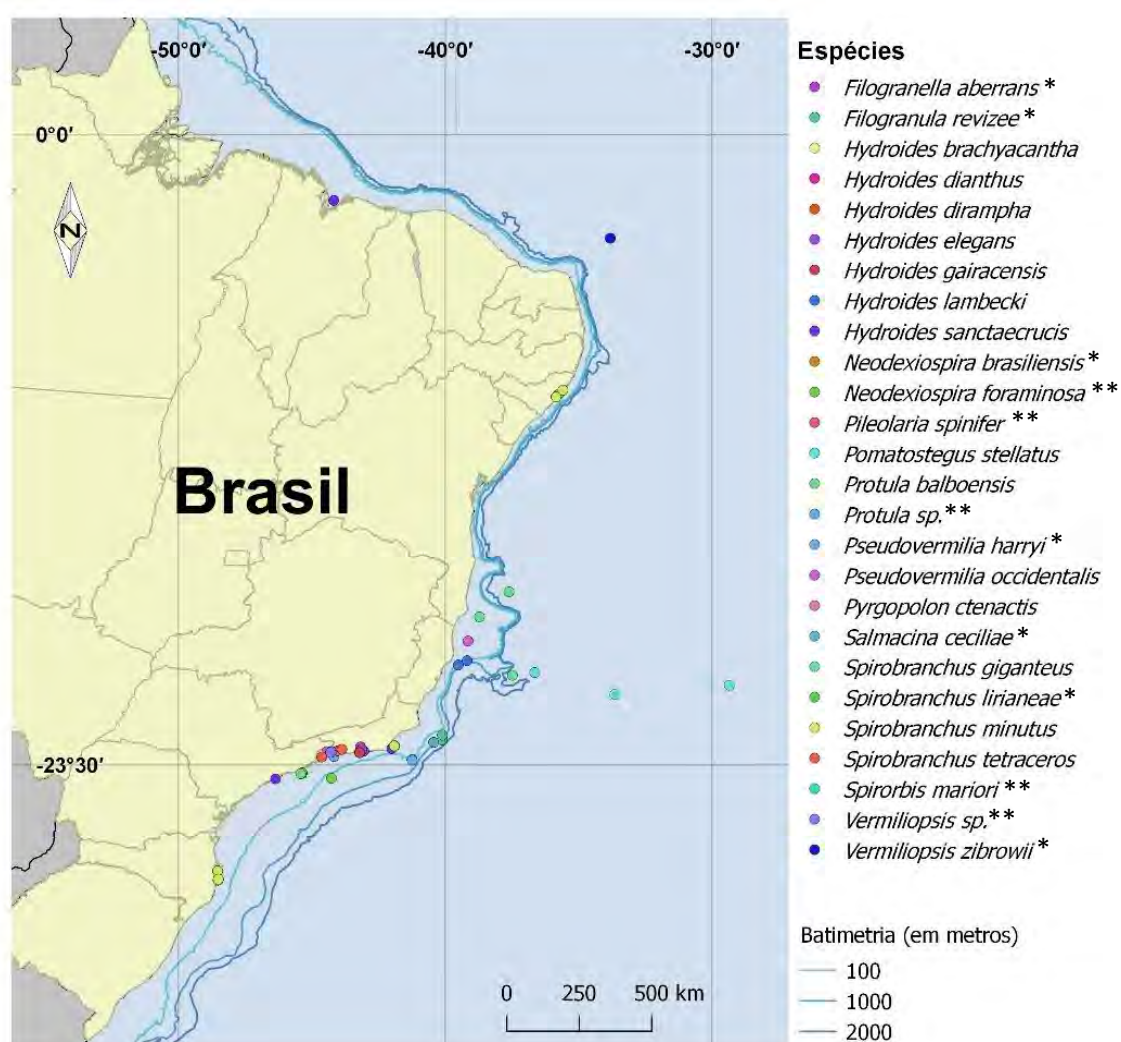 -50°0′ -40°0′ -30°0′
0°0′
N
Brasil
-23°30′
0 250 500 km
Espécies
Filogranella aberrans *
Filogranula revizee *
Hydroides brachyacantha
Hydroides dianthus
Hydroides dirampha
Hydroides elegans
Hydroides gairacensis
Hydroides lambecki
Hydroides sanctaecrucis
Neodexiospira brasiliensis *
Neodexiospira foraminosa **
Pileolaria spinifer **
Pomatostegus stellatus
Protula balboensis
Protula sp.**
Pseudovermilia harryi *
Pseudovermilia occidentalis
Pyrgopolon ctenactis
Salmacina ceciliae *
Spirobranchus giganteus
Spirobranchus lirianeae *
Spirobranchus minutus
Spirobranchus tetraceros
Spirorbis mariori **
Vermiliopsis sp.**
Vermiliopsis zibrowii *
Batimetria (em metros)
100
1000
2000